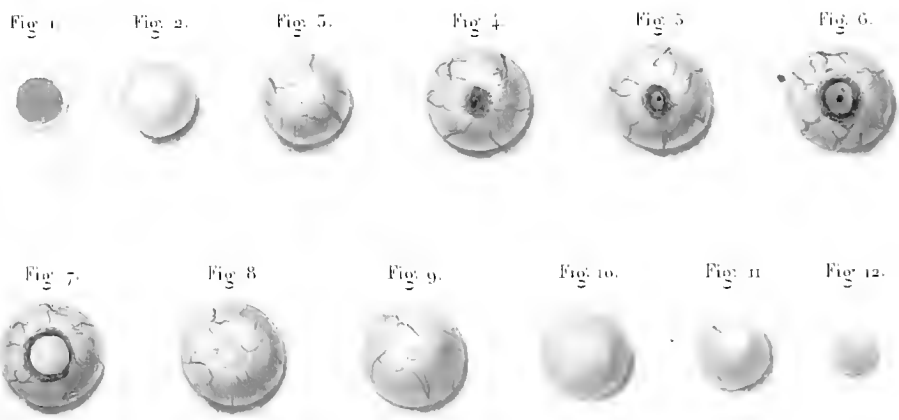 Fig. 1.
Fig. 2.
Fig. 3.
Fig. 4.
Fig. 5
Fig. 6.
Fig. 7.
Fig. 8
Fig. 9.
Fig. 10.
Fig. 11
Fig. 12.